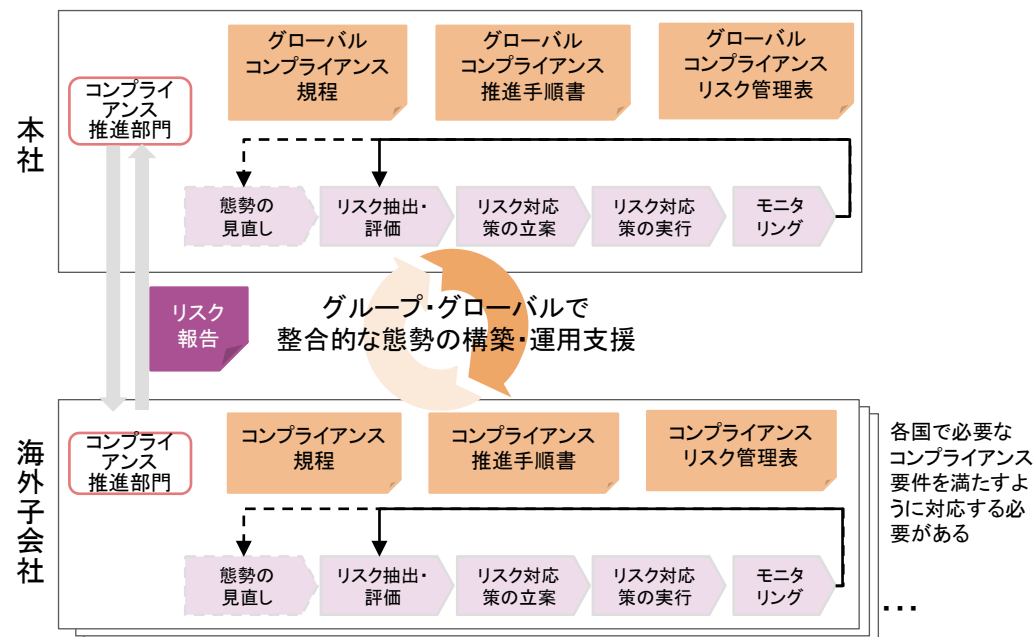 本社
コンプライ
アンス
推進部門
グローバル
コンプライアンス
規程
グローバル
コンプライアンス
推進手順書
グローバル
コンプライアンス
リスク管理表
態勢の
見直し
リスク抽出・
評価
リスク対応
策の立案
リスク対応
策の実行
モニタ
リング
リスク
報告
グループ・グローバルで
整合的な態勢の構築・運用支援
海外子会社
コンプライ
アンス
推進部門
コンプライアンス
規程
コンプライアンス
推進手順書
コンプライアンス
リスク管理表
態勢の
見直し
リスク抽出・
評価
リスク対応
策の立案
リスク対応
策の実行
モニタ
リング
各国で必要な
コンプライアンス
要件を満たすよ
うに対応する必
要がある
…